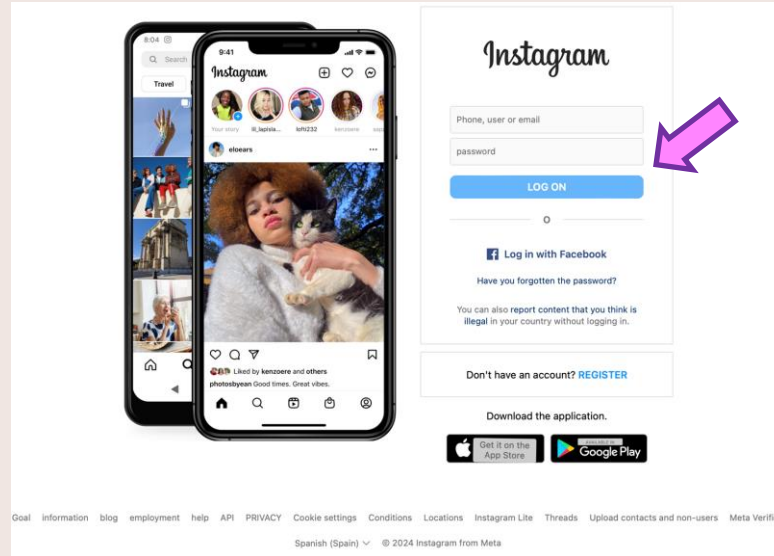 8:04
Search
Travel
9:41
Instagram
Your story lil_lapisla... lofti232 kenzoere
eloears
Liked by kenzoere and others
photosbyean Good times. Great vibes.
Instagram
Phone, user or email
password
LOG ON
O
Log in with Facebook
Have you forgotten the password?
You can also report content that you think is
illegal in your country without logging in.
Don't have an account? REGISTER
Download the application.
Get it on the
App Store
AVAILABLE IN
Google Play
Goal information blog employment help API PRIVACY Cookie settings Conditions Locations Instagram Lite Threads Upload contacts and non-users Meta Verifi
Spanish (Spain) © 2024 Instagram from Meta